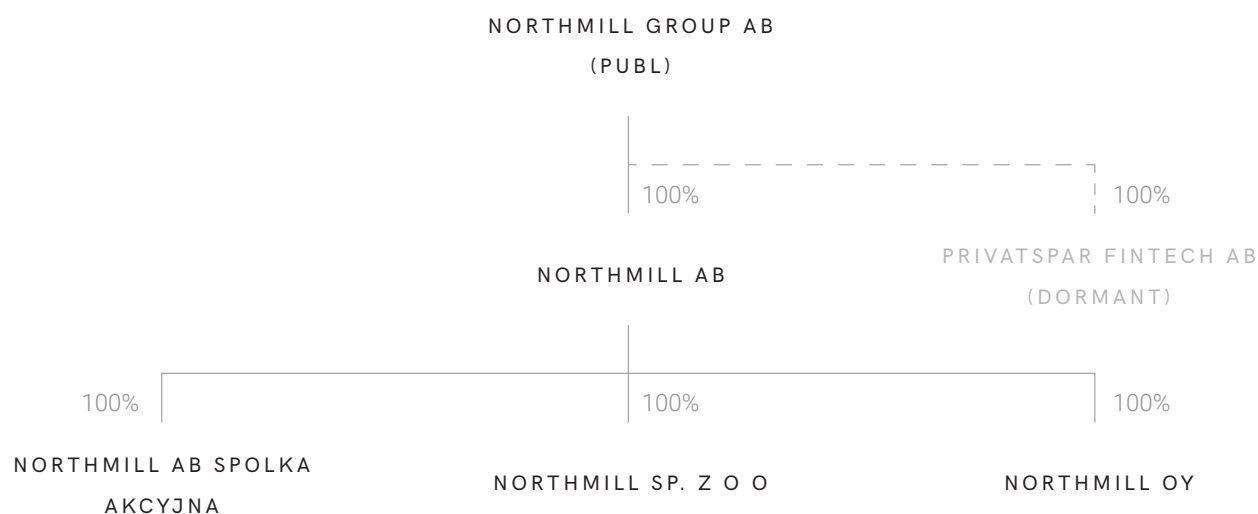 NORTHMILL GROUP AB
(PUBL)
100%
100%
PRIVATSPAR FINTECH AB
(DORMANT)
NORTHMILL AB
100%
100%
100%
NORTHMILL AB SPOLKA
AKCYJNA
NORTHMILL SP. Z O O
NORTHMILL OY